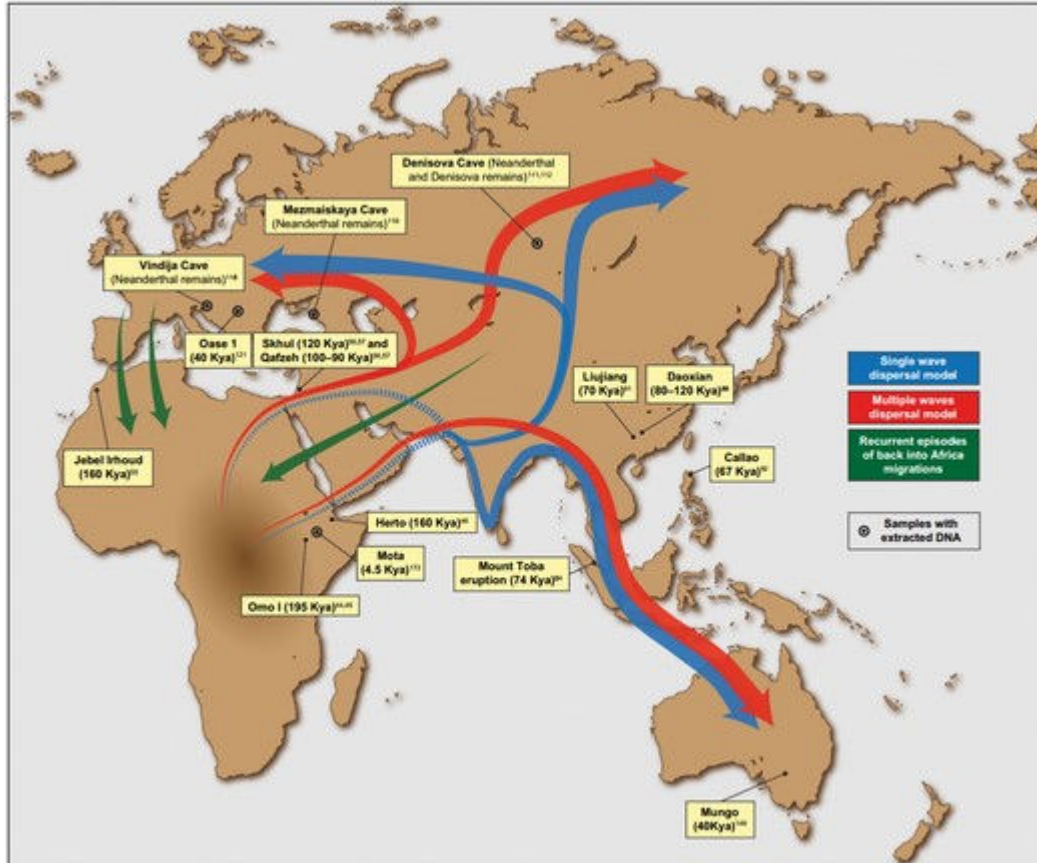 Denisova Cave (Neanderthal
and Denisova remains)
Mezmaiskaya Cave
(Neanderthal remains)
Vindija Cave
(Neanderthal remains)
Oase 1
(40 Kya)
Skhul (120 Kya) and
Qafzeh (100–90 Kya)
Liujiang
(70 Kya)
Daoxian
(80–120 Kya)
Single wave
dispersal model
Multiple waves
dispersal model
Recurrent episodes
of back into Africa
migrations
Jebel Irhoud
(160 Kya)
Callao
(67 Kya)
Herto (160 Kya)
Samples with
extracted DNA
Mota
(4.5 Kya)
Mount Toba
eruption (74 Kya)
Omo I (195 Kya)
Mungo
(40Kya)